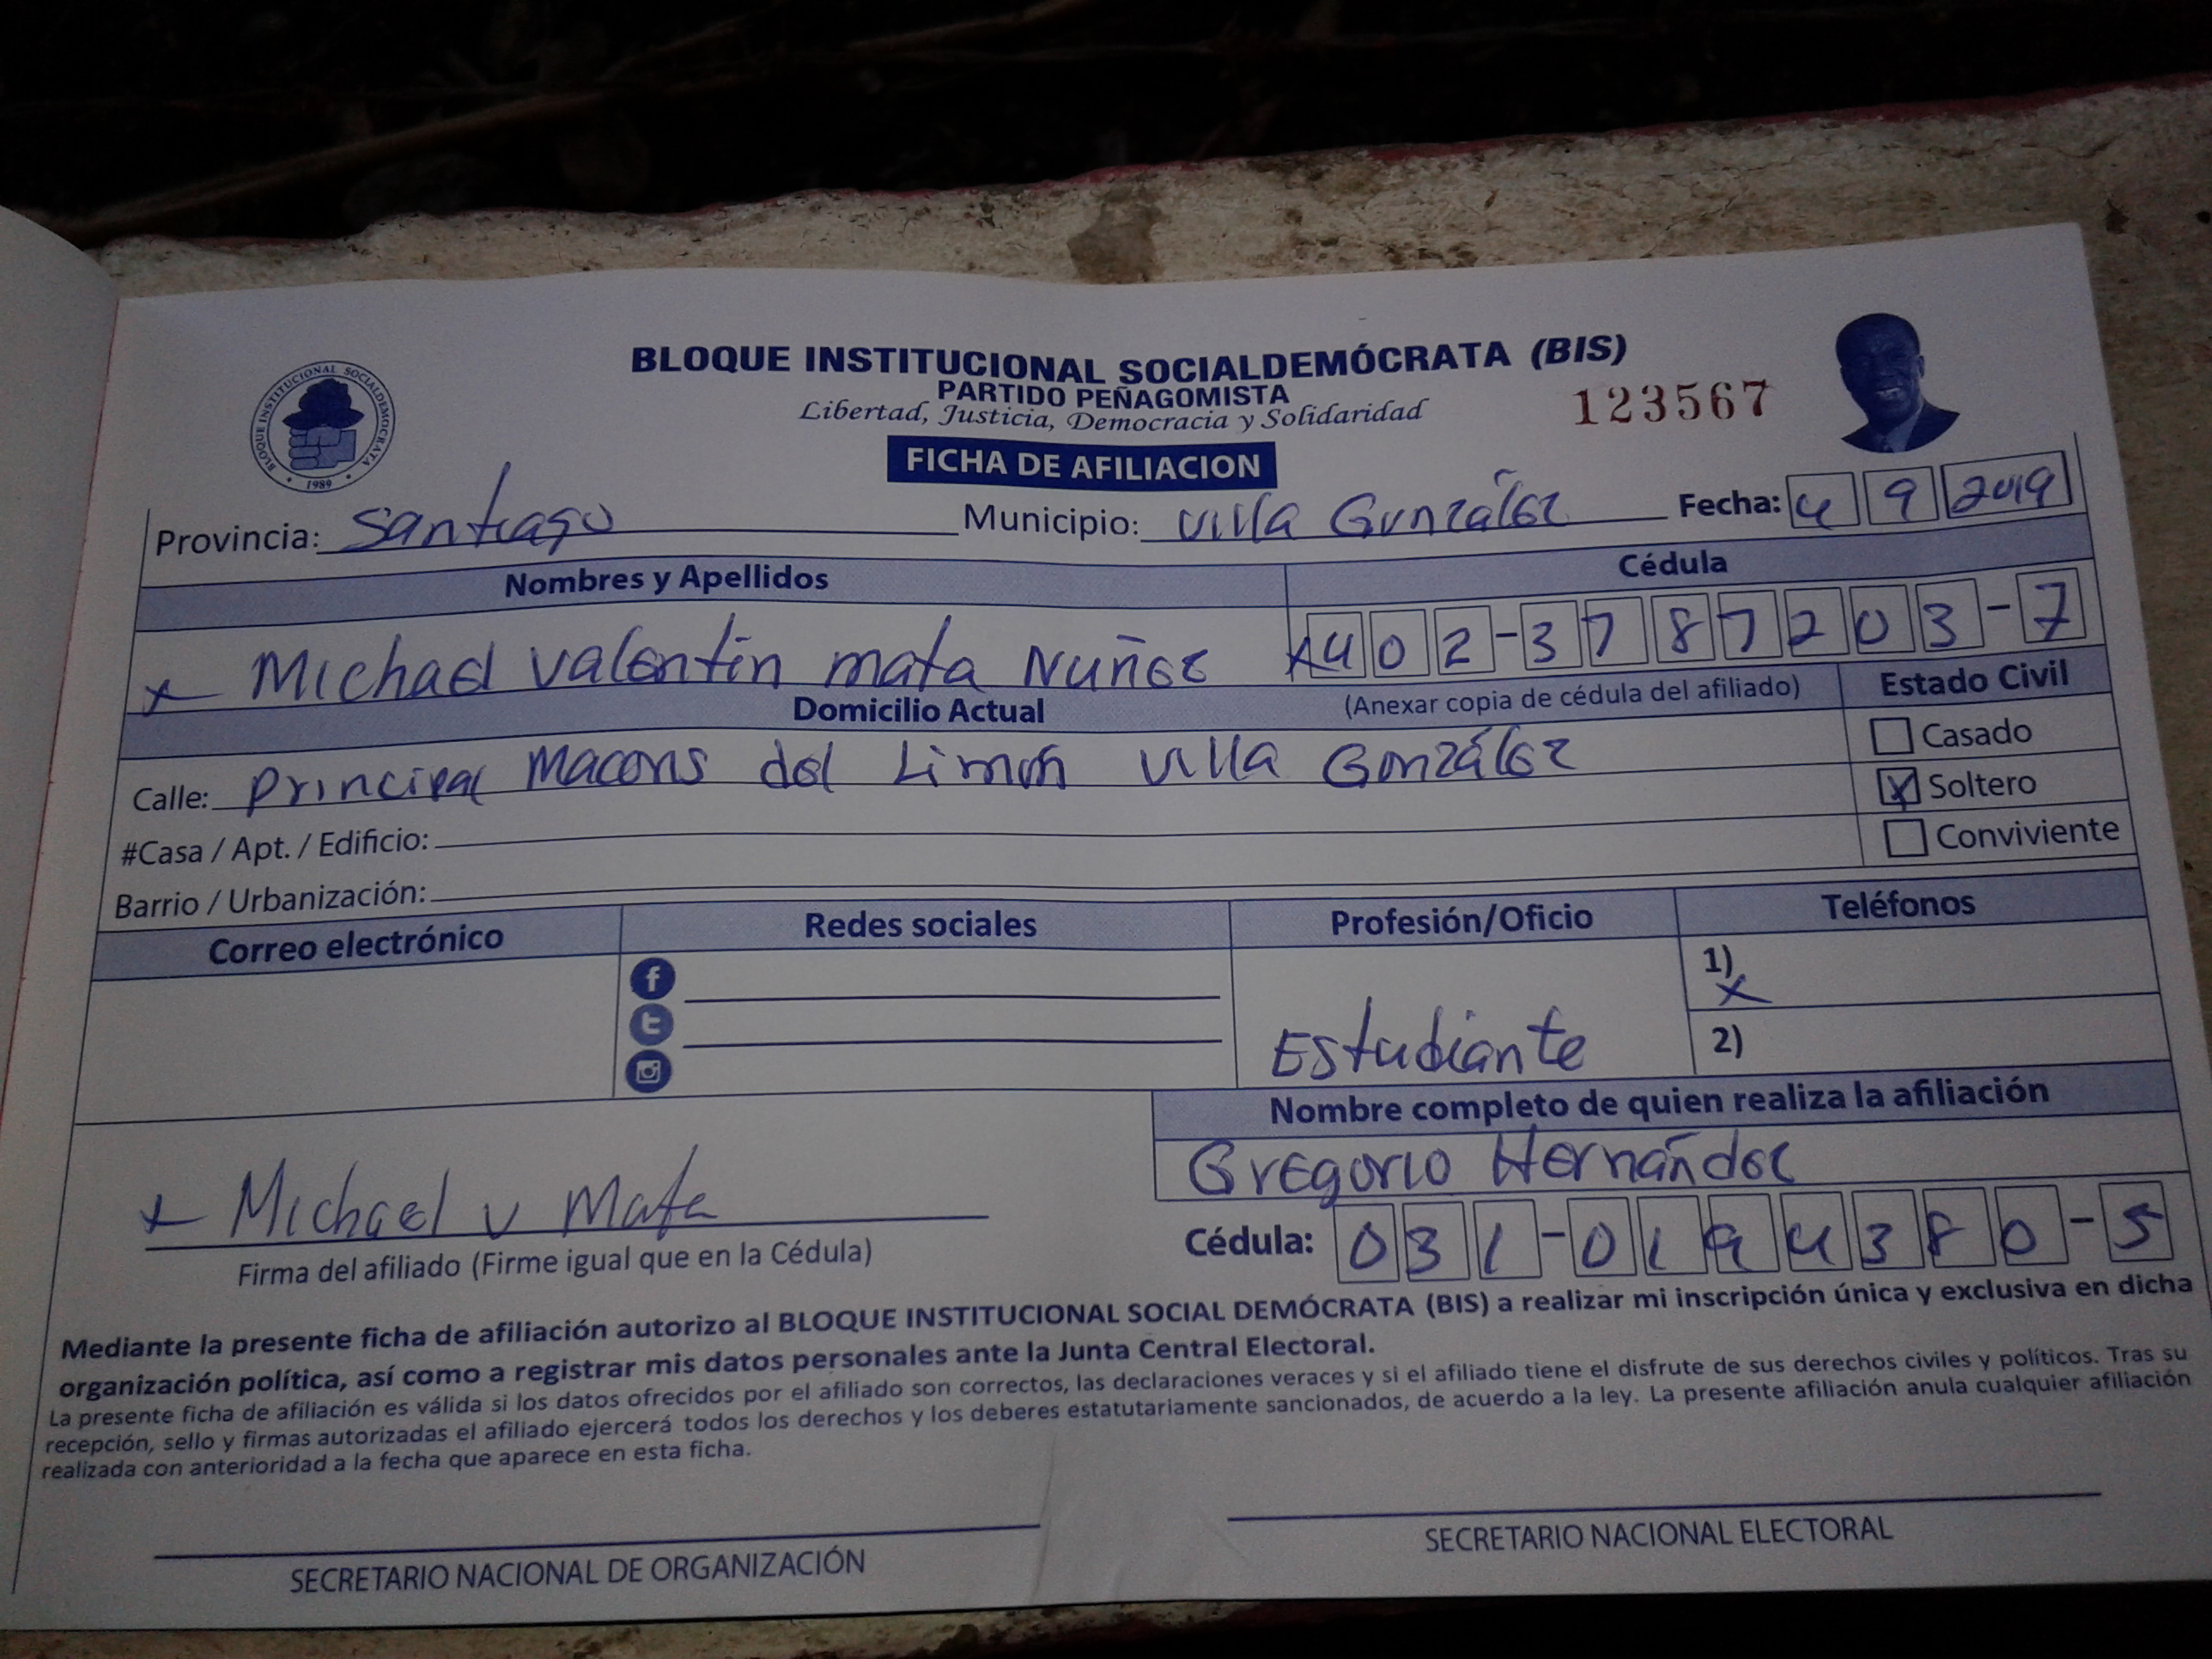 BLOQUE INSTITUCIONAL SOCIALDEMÓCRATA (BIS)
PARTIDO PEÑAGOMISTA
Libertad, Justicia, Democracia y Solidaridad
123567
BLOQUE INSTITUCIONAL SOCIALDEMOCRATA
1989
FICHA DE AFILIACION
Provincia: Santiago Municipio: Villa González Fecha: 4 9 2019
Nombres y Apellidos Cédula
x Michael Valentin mata Nuñez x 402-3787203-7
Domicilio Actual (Anexar copia de cédula del afiliado) Estado Civil
Calle: Principal Macons del Limón Villa González Casado
X Soltero
#Casa / Apt. / Edificio: Conviviente
Barrio / Urbanización:
Correo electrónico Redes sociales Profesión/Oficio Teléfonos
1) x
Estudiante 2)
Nombre completo de quien realiza la afiliación
Gregorio Hernández
x Michael v Mata
Firma del afiliado (Firme igual que en la Cédula) Cédula: 031-0194380-5
Mediante la presente ficha de afiliación autorizo al BLOQUE INSTITUCIONAL SOCIAL DEMÓCRATA (BIS) a realizar mi inscripción única y exclusiva en dicha
organización política, así como a registrar mis datos personales ante la Junta Central Electoral.
La presente ficha de afiliación es válida si los datos ofrecidos por el afiliado son correctos, las declaraciones veraces y si el afiliado tiene el disfrute de sus derechos civiles y políticos. Tras su
recepción, sello y firmas autorizadas el afiliado ejercerá todos los derechos y los deberes estatutariamente sancionados, de acuerdo a la ley. La presente afiliación anula cualquier afiliación
realizada con anterioridad a la fecha que aparece en esta ficha.
SECRETARIO NACIONAL DE ORGANIZACIÓN SECRETARIO NACIONAL ELECTORAL